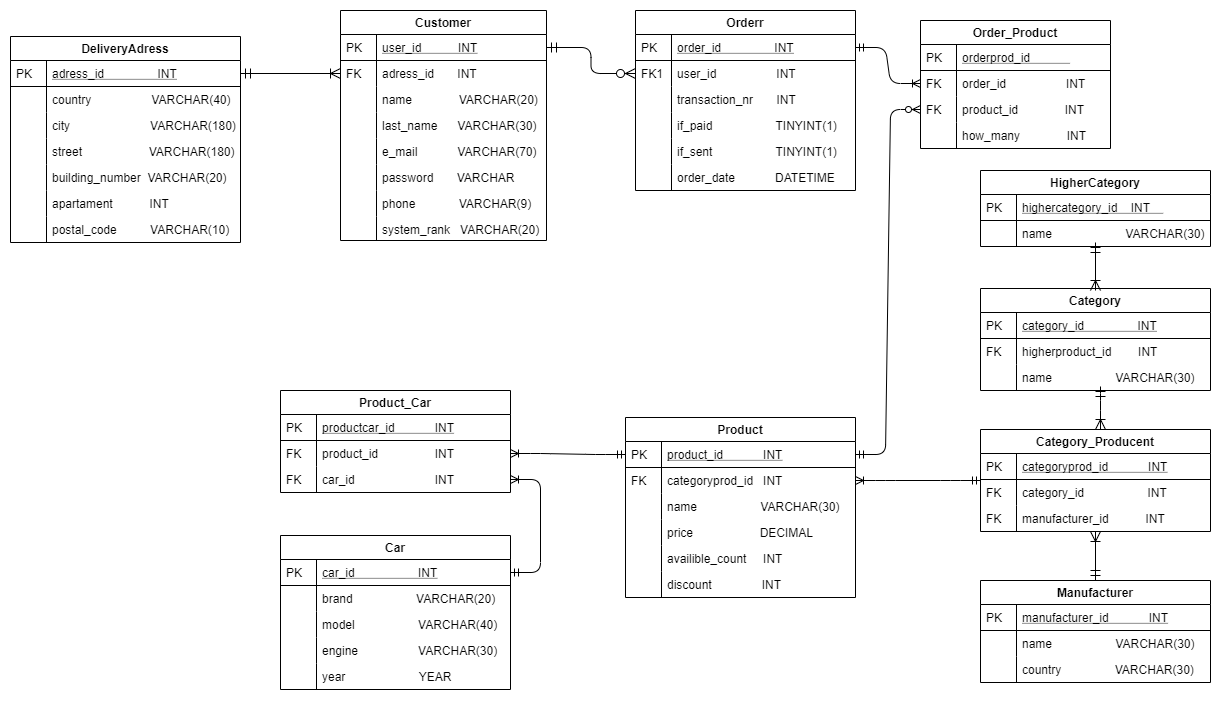 DeliveryAdress
PK adress_id INT
country VARCHAR(40)
city VARCHAR(180)
street VARCHAR(180)
building_number VARCHAR(20)
apartament INT
postal_code VARCHAR(10)
Customer
PK user_id INT
FK adress_id INT
name VARCHAR(20)
last_name VARCHAR(30)
e_mail VARCHAR(70)
password VARCHAR
phone VARCHAR(9)
system_rank VARCHAR(20)
Orderr
PK order_id INT
FK1 user_id INT
transaction_nr INT
if_paid TINYINT(1)
if_sent TINYINT(1)
order_date DATETIME
Order_Product
PK orderprod_id
FK order_id INT
FK product_id INT
how_many INT
HigherCategory
PK highercategory_id INT
name VARCHAR(30)
Category
PK category_id INT
FK higherproduct_id INT
name VARCHAR(30)
Product_Car
PK productcar_id INT
FK product_id INT
FK car_id INT
Product
PK product_id INT
FK categoryprod_id INT
name VARCHAR(30)
price DECIMAL
availible_count INT
discount INT
Category_Producent
PK categoryprod_id INT
FK category_id INT
FK manufacturer_id INT
Car
PK car_id INT
brand VARCHAR(20)
model VARCHAR(40)
engine VARCHAR(30)
year YEAR
Manufacturer
PK manufacturer_id INT
name VARCHAR(30)
country VARCHAR(30)